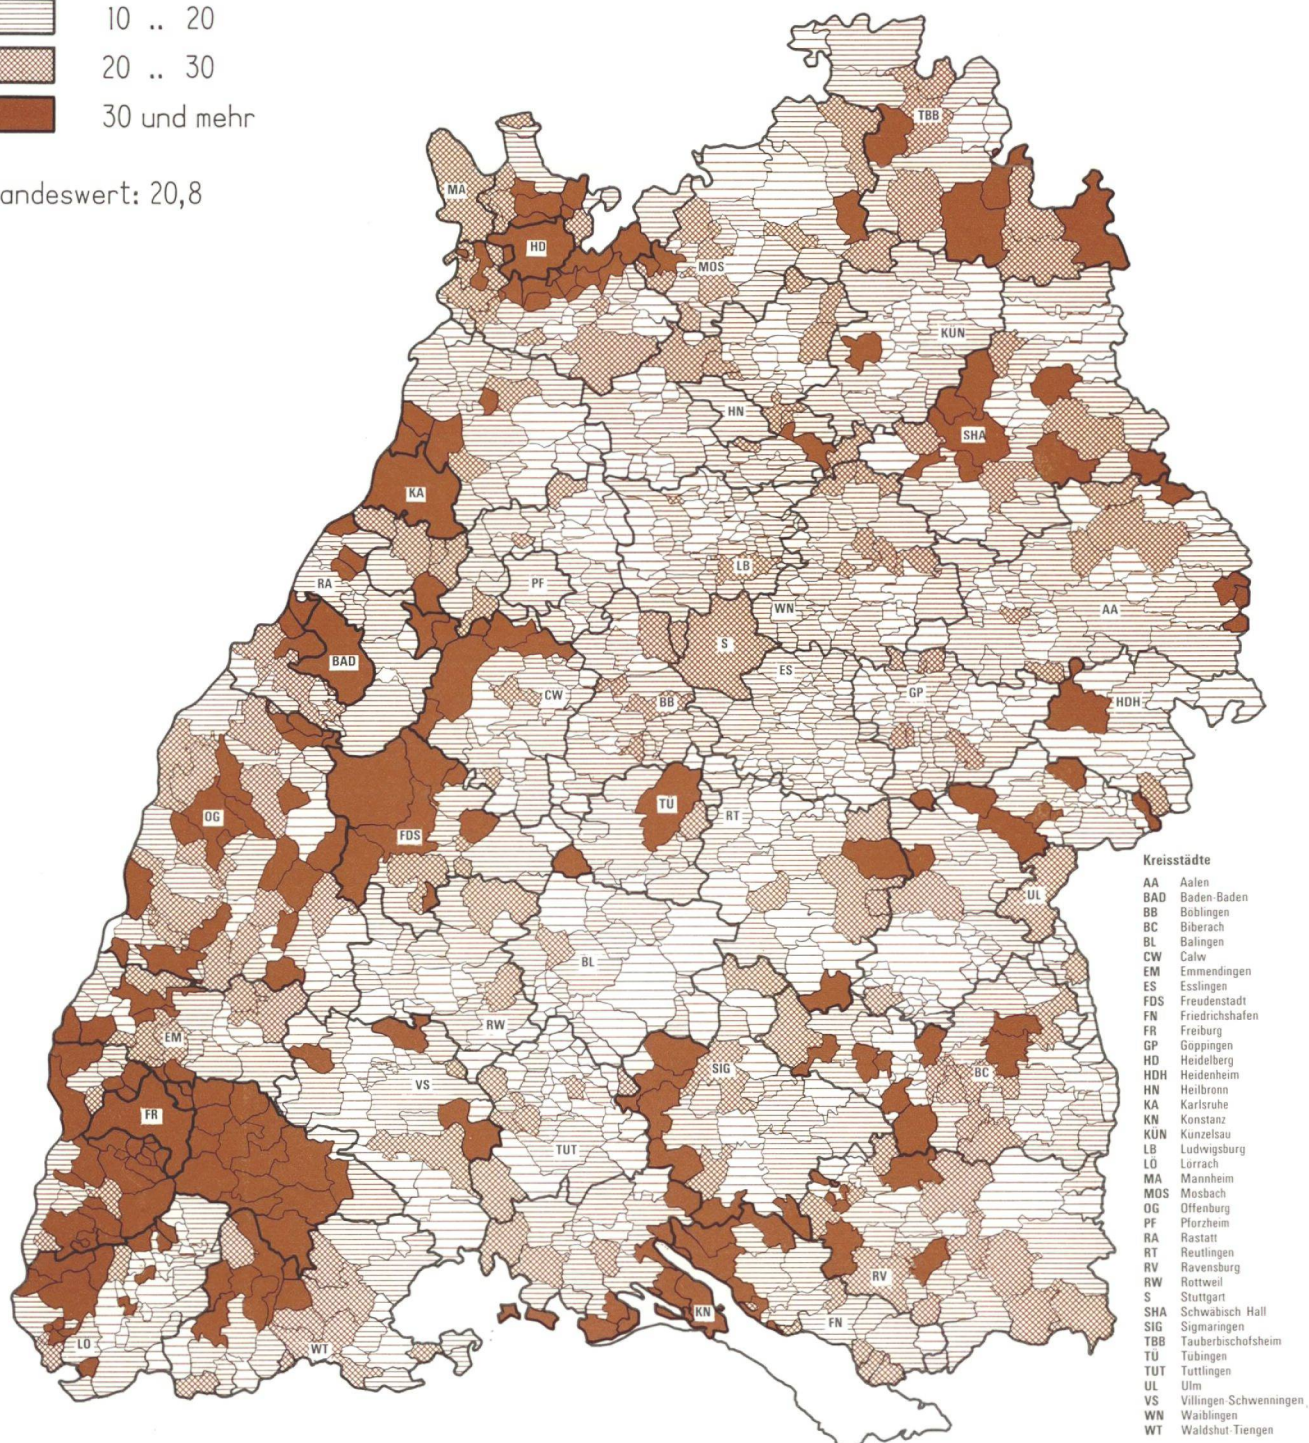 10 .. 20
20 .. 30
30 und mehr
andeswert: 20,8
TBB
MA
HD
MOS
KÜN
HN
SHA
KA
LB
RA
PF
WN
AA
S
BAD
ES
CW
BB
GP
HDH
OG
TÜ
RT
FDS
UL
BL
RW
EM
SIG
BC
VS
FR
TUT
RV
KN
FN
LÖ
WT
Kreisstädte
AA Aalen
BAD Baden-Baden
BB Böblingen
BC Biberach
BL Balingen
CW Calw
EM Emmendingen
ES Esslingen
FDS Freudenstadt
FN Friedrichshafen
FR Freiburg
GP Göppingen
HD Heidelberg
HDH Heidenheim
HN Heilbronn
KA Karlsruhe
KN Konstanz
KÜN Künzelsau
LB Ludwigsburg
LÖ Lörrach
MA Mannheim
MOS Mosbach
OG Offenburg
PF Pforzheim
RA Rastatt
RT Reutlingen
RV Ravensburg
RW Rottweil
S Stuttgart
SHA Schwäbisch Hall
SIG Sigmaringen
TBB Tauberbischofsheim
TÜ Tübingen
TUT Tuttlingen
UL Ulm
VS Villingen-Schwenningen
WN Waiblingen
WT Waldshut-Tiengen